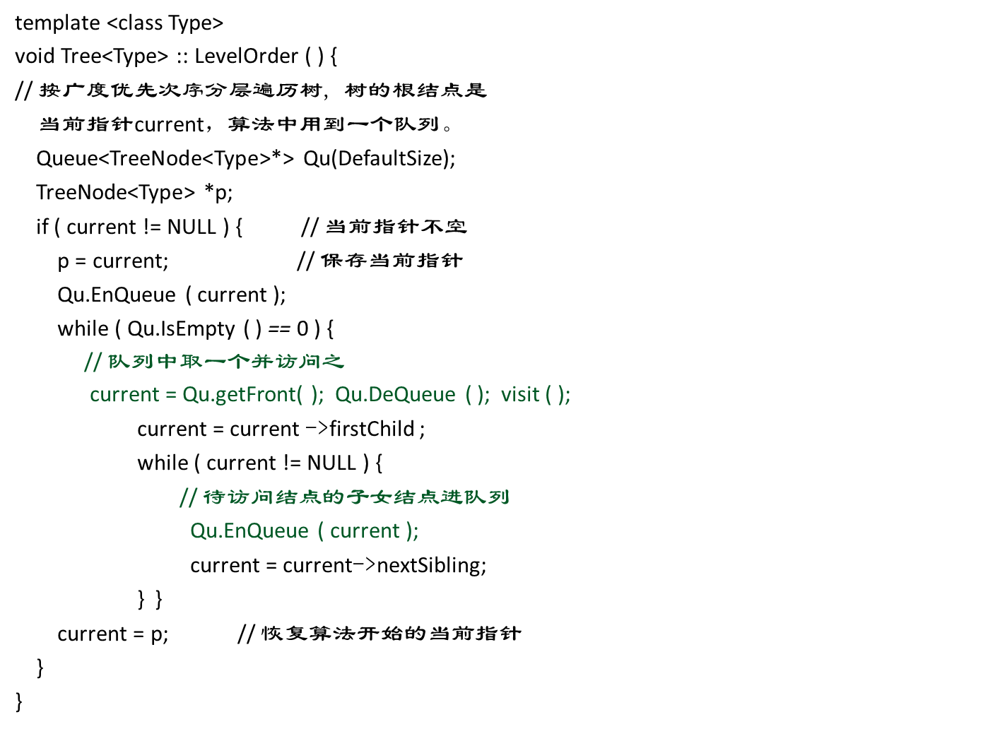 template <class Type>
void Tree<Type> :: LevelOrder ( ) {
// 按广度优先次序分层遍历树，树的根结点是
当前指针current，算法中用到一个队列。
Queue<TreeNode<Type>*> Qu(DefaultSize);
TreeNode<Type> *p;
if ( current != NULL ) { // 当前指针不空
p = current; // 保存当前指针
Qu.EnQueue ( current );
while ( Qu.IsEmpty ( ) == 0 ) {
// 队列中取一个并访问之
current = Qu.getFront( ); Qu.DeQueue ( ); visit ( );
current = current ->firstChild ;
while ( current != NULL ) {
// 待访问结点的子女结点进队列
Qu.EnQueue ( current );
current = current->nextSibling;
} }
current = p; // 恢复算法开始的当前指针
}
}